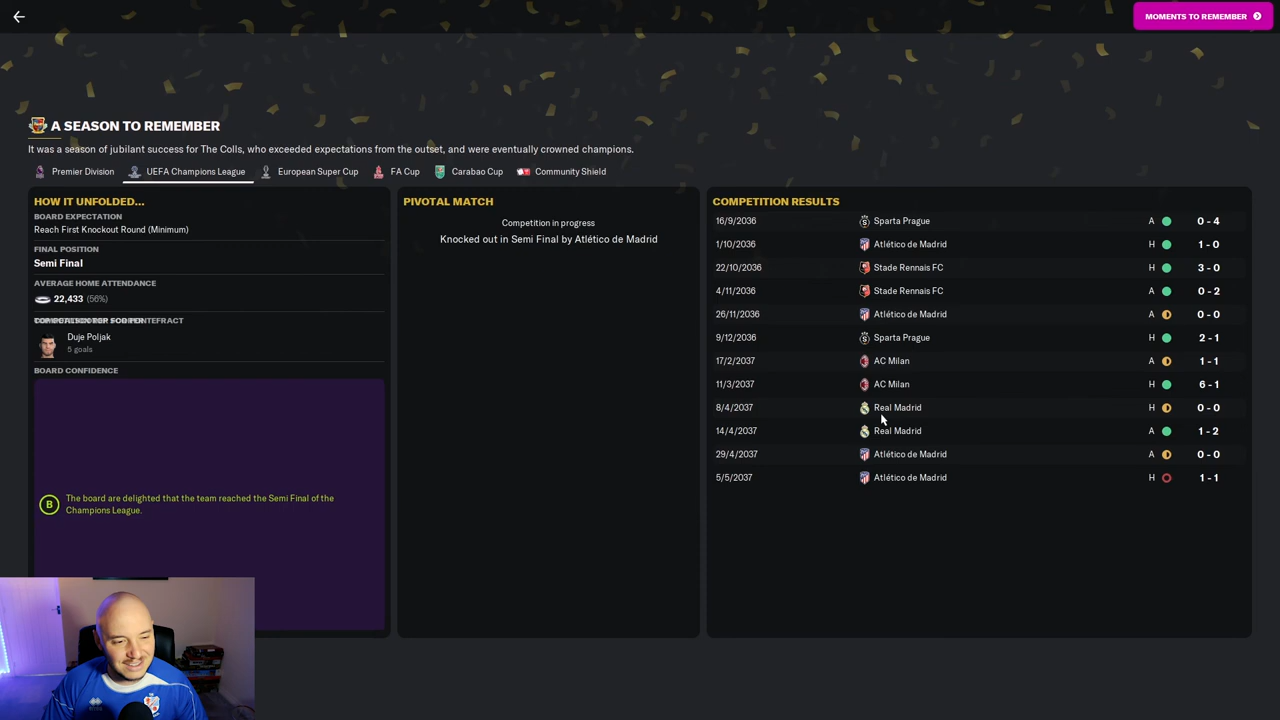 MOMENTS TO REMEMBER
A SEASON TO REMEMBER
It was a season of jubilant success for The Colls, who exceeded expectations from the outset, and were eventually crowned champions.
Premier Division UEFA Champions League European Super Cup FA Cup Carabao Cup Community Shield
HOW IT UNFOLDED...
BOARD EXPECTATION
Reach First Knockout Round (Minimum)
FINAL POSITION
Semi Final
AVERAGE HOME ATTENDANCE
22,433 (56%)
Duje Poljak
5 goals
BOARD CONFIDENCE
B
The board are delighted that the team reached the Semi Final of the
Champions League.
PIVOTAL MATCH
Competition in progress
Knocked out in Semi Final by Atlético de Madrid
COMPETITION RESULTS
16/9/2036 Sparta Prague A 0 - 4
1/10/2036 Atlético de Madrid H 1 - 0
22/10/2036 Stade Rennais FC H 3 - 0
4/11/2036 Stade Rennais FC A 0 - 2
26/11/2036 Atlético de Madrid A 0 - 0
9/12/2036 Sparta Prague H 2 - 1
17/2/2037 AC Milan A 1 - 1
11/3/2037 AC Milan H 6 - 1
8/4/2037 Real Madrid H 0 - 0
14/4/2037 Real Madrid A 1 - 2
29/4/2037 Atlético de Madrid A 0 - 0
5/5/2037 Atlético de Madrid H 1 - 1